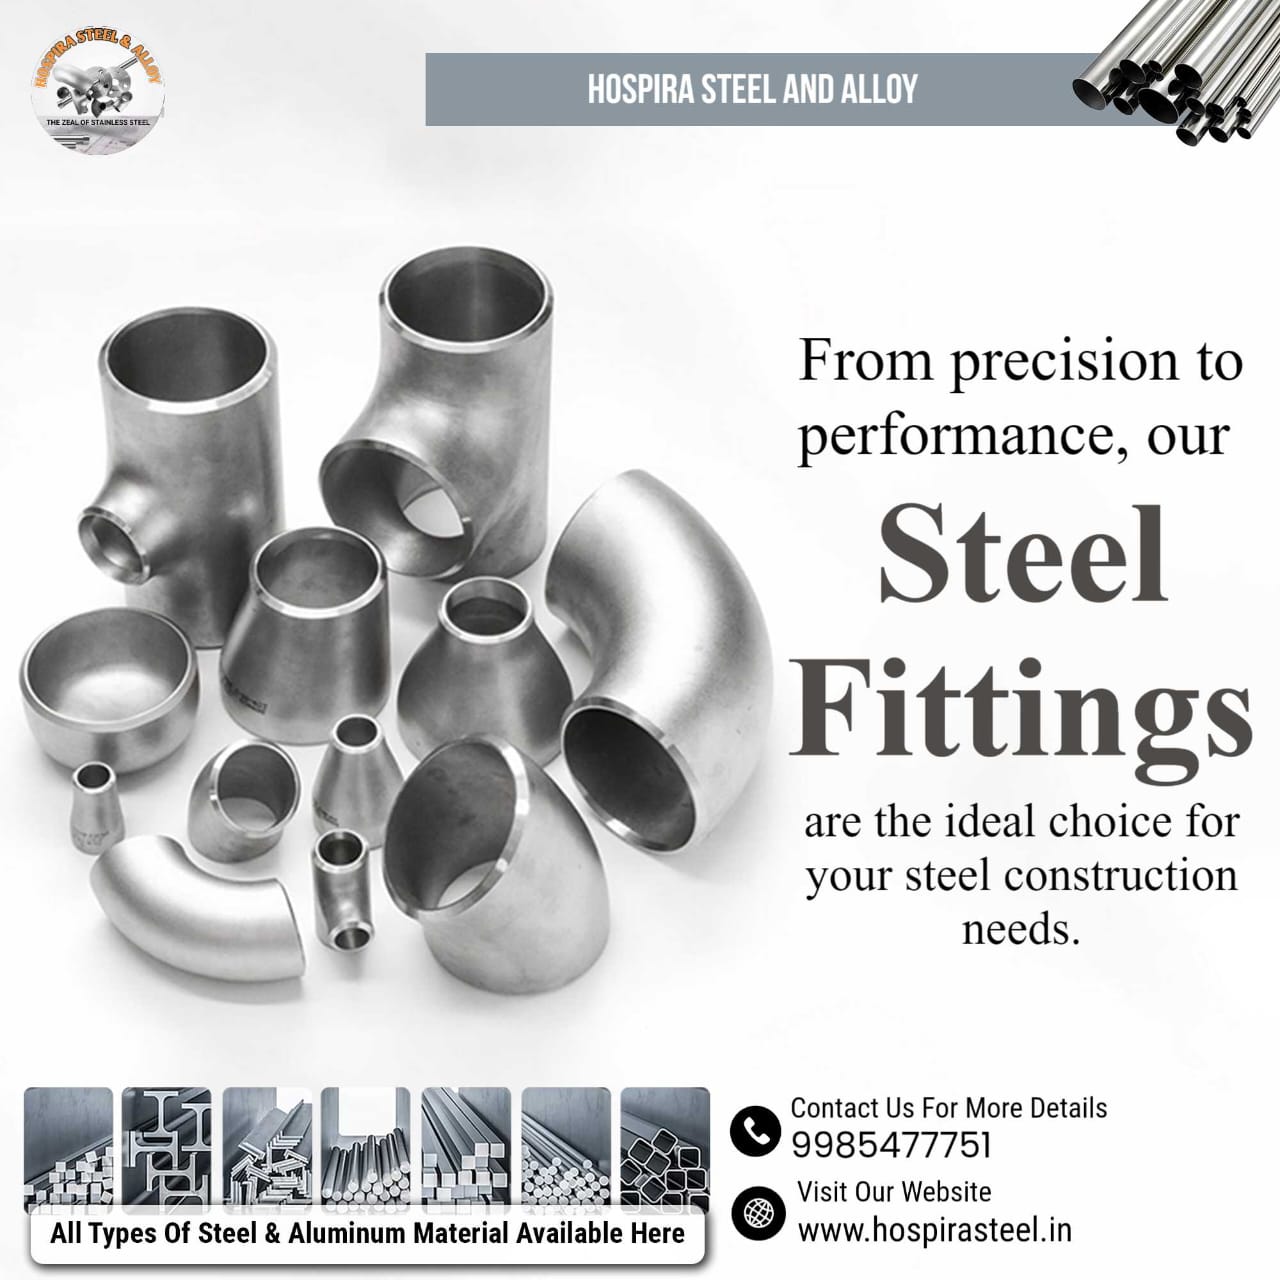 HOSPIRA STEEL & ALLOY
THE ZEAL OF STAINLESS STEEL
HOSPIRA STEEL AND ALLOY
From precision to
performance, our
Steel
Fittings
are the ideal choice for
your steel construction
needs.
All Types Of Steel & Aluminum Material Available Here
Contact Us For More Details
9985477751
Visit Our Website
www.hospirasteel.in